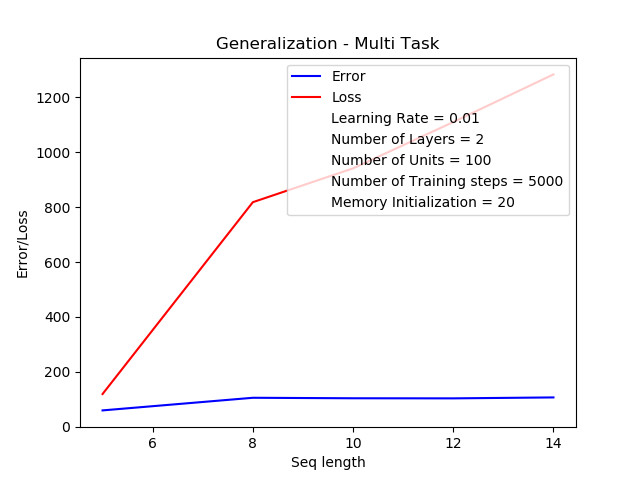 Generalization - Multi Task
Error
Loss
Learning Rate = 0.01
Number of Layers = 2
Number of Units = 100
Number of Training steps = 5000
Memory Initialization = 20
Error/Loss
1200
1000
800
600
400
200
0
6 8 10 12 14
Seq length